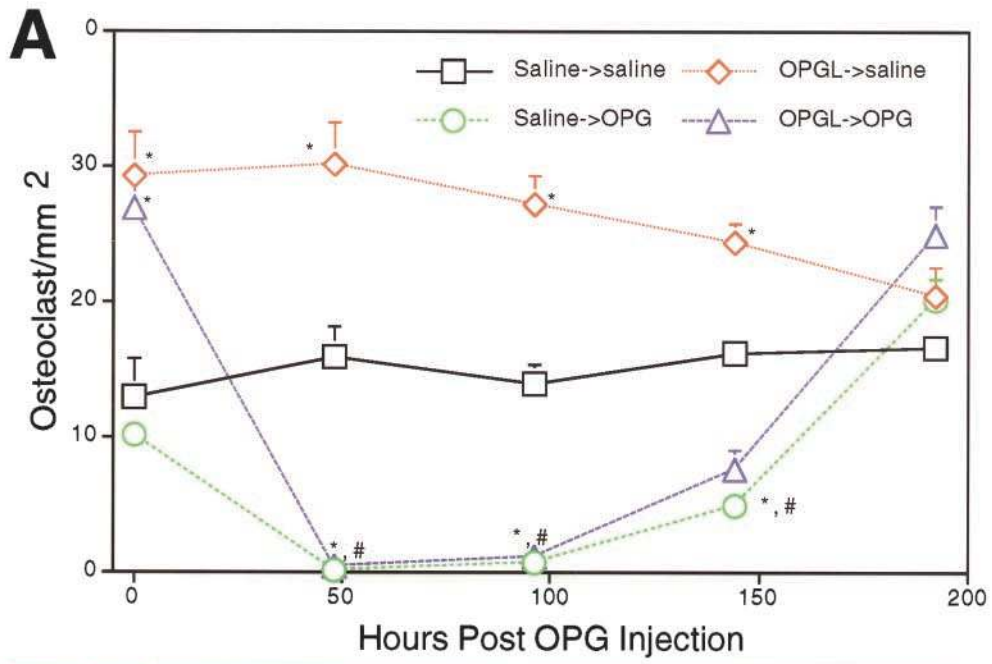 A
0
Saline->saline OPGL->saline
Saline->OPG OPGL->OPG
30
20
10
0
Osteoclast/mm 2
* * * *
*
*, # *, # *, #
0 50 100 150 200
Hours Post OPG Injection